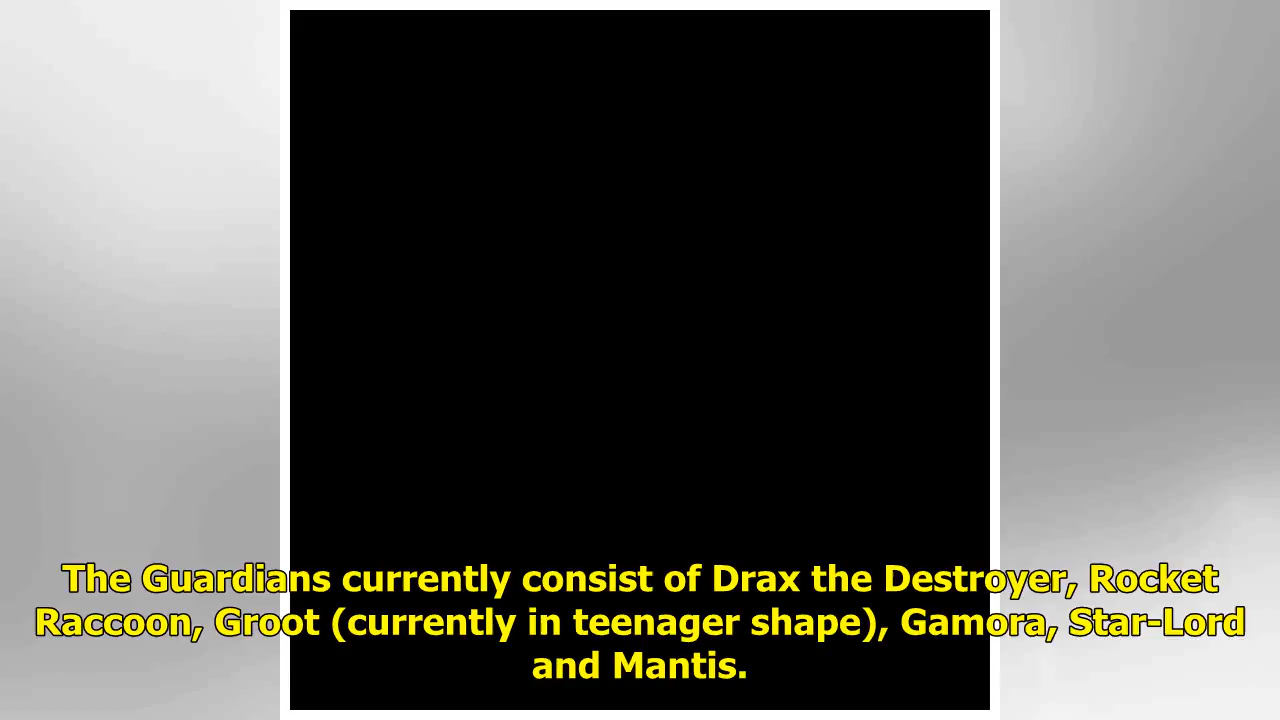 The Guardians currently consist of Drax the Destroyer, Rocket
Raccoon, Groot (currently in teenager shape), Gamora, Star-Lord
and Mantis.